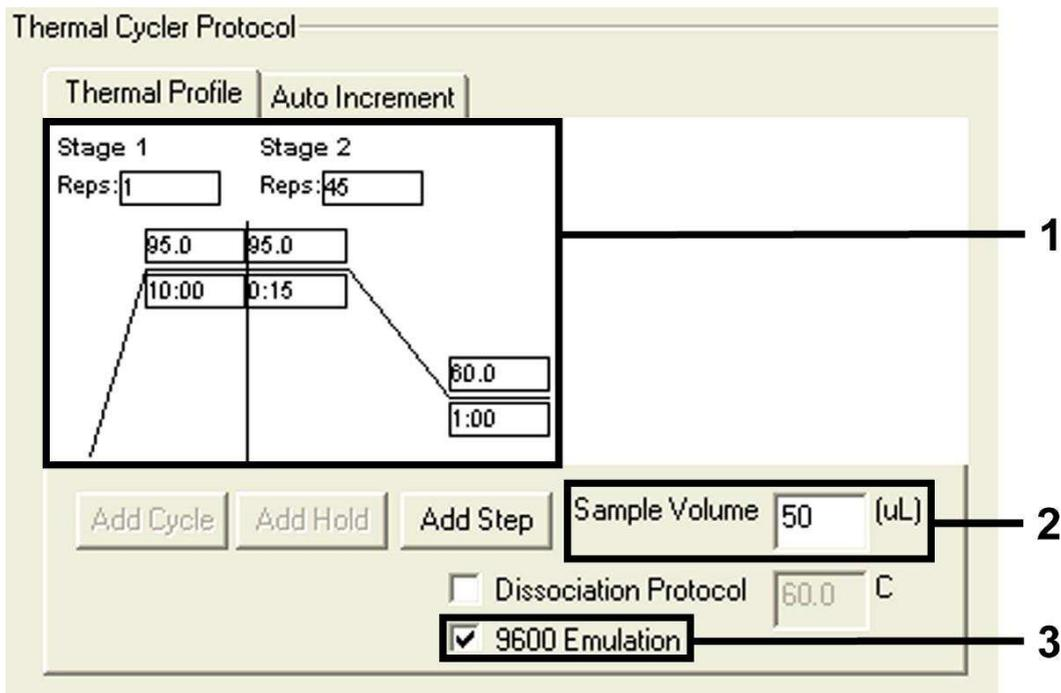 Thermal Cycler Protocol
Thermal Profile Auto Increment
Stage 1 Stage 2
Reps: 1 Reps: 45
1
95.0 95.0
10:00 0:15
60.0
1:00
Add Cycle Add Hold Add Step Sample Volume 50 (uL)
2
Dissociation Protocol 60.0 C
9600 Emulation
3